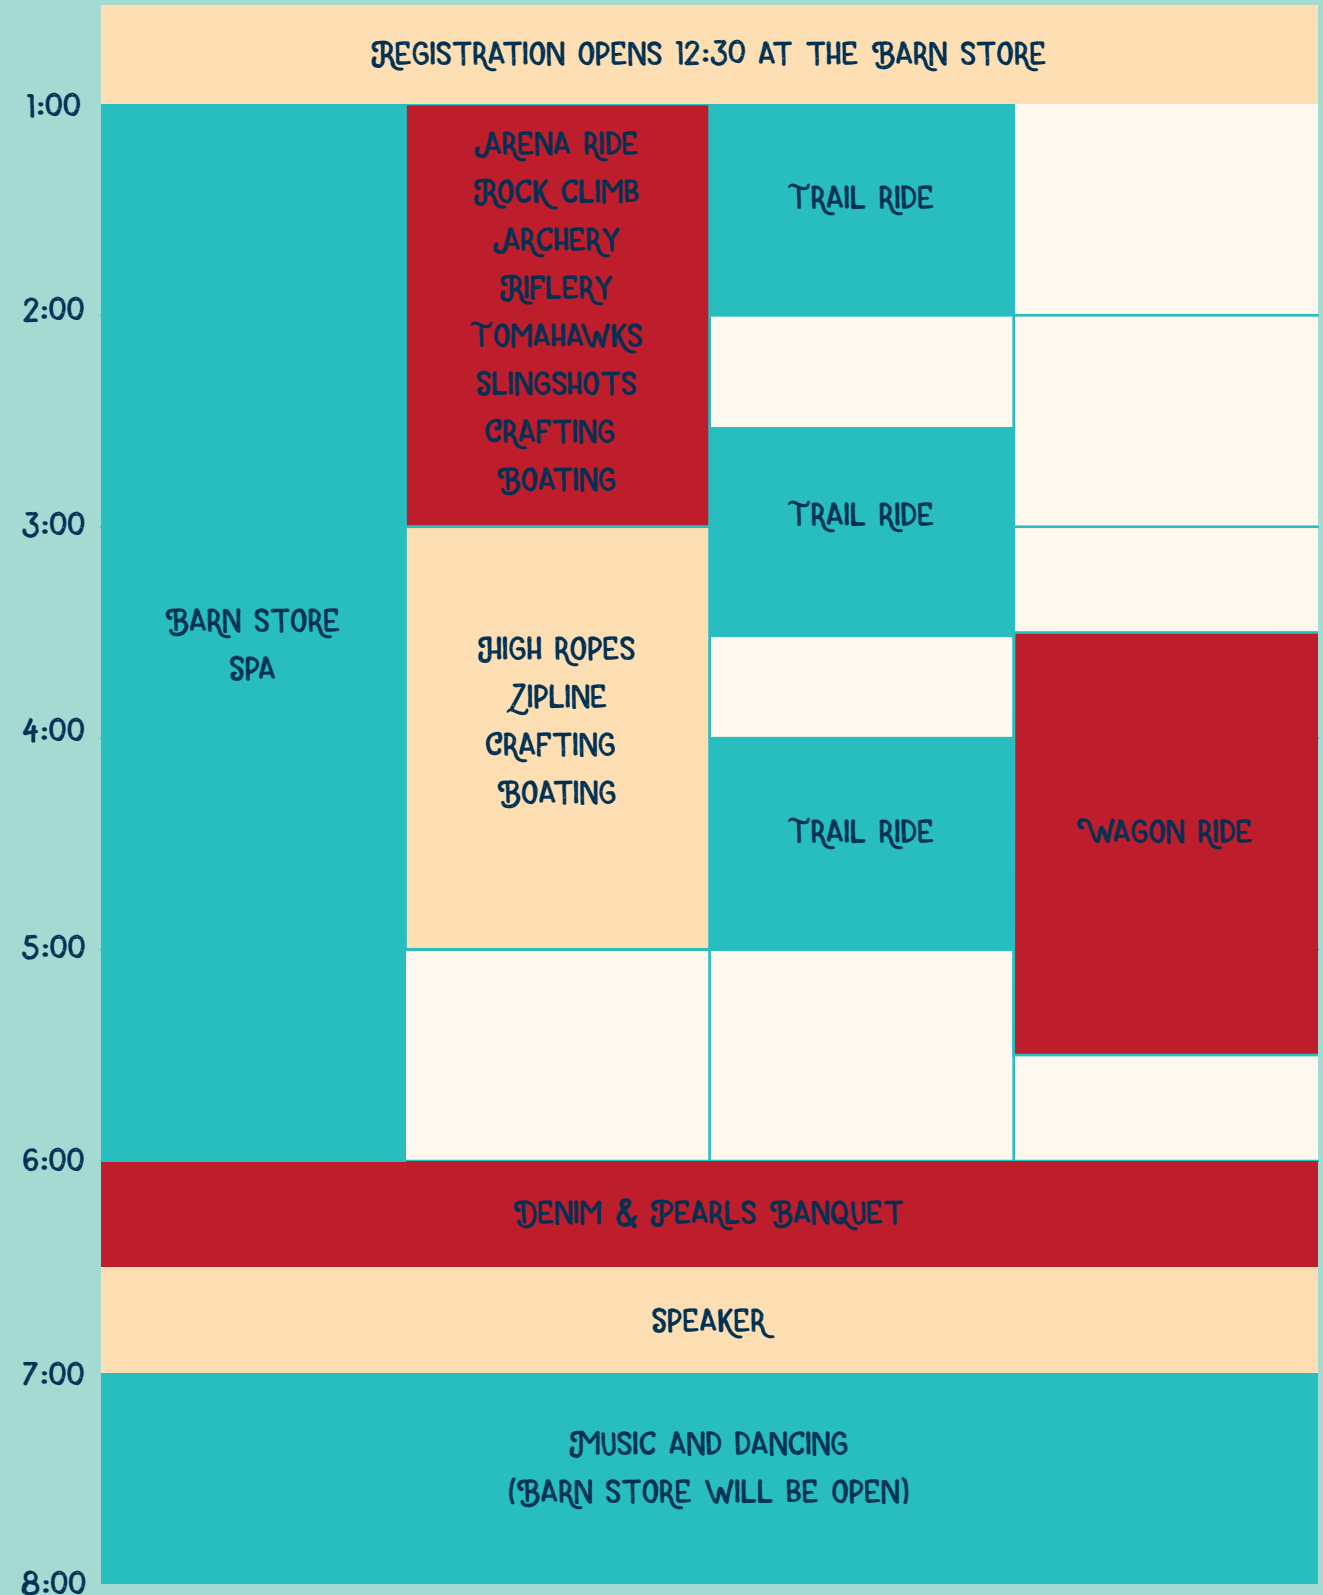 Registration opens 12:30 at the Barn store
1:00
Arena ride
Rock climb
Archery
Riflery
Tomahawks
Slingshots
Crafting
Boating
Trail ride
2:00
Trail ride
3:00
Barn store
spa
High ropes
Zipline
Crafting
Boating
4:00
Trail ride
Wagon ride
5:00
6:00
Denim & Pearls Banquet
Speaker
7:00
Music and dancing
(Barn store will be open)
8:00